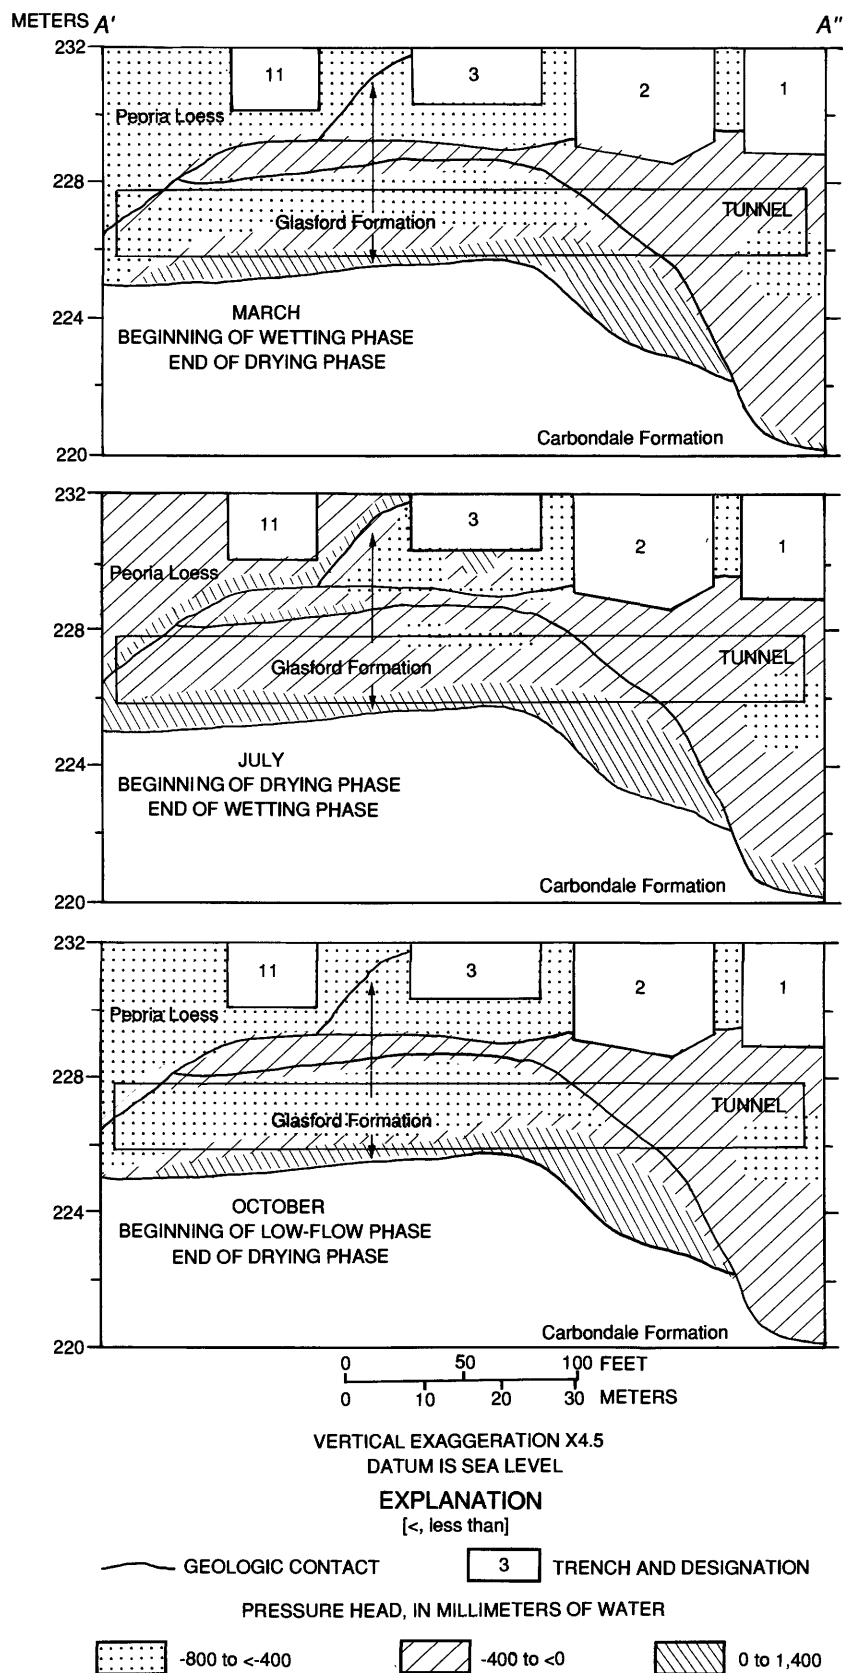 METERS A' A"
232
11 3 2 1
Peoria Loess
228
TUNNEL
Glasford Formation
224
MARCH
BEGINNING OF WETTING PHASE
END OF DRYING PHASE
Carbondale Formation
220
232
11 3 2 1
Peoria Loess
228
TUNNEL
Glasford Formation
224
JULY
BEGINNING OF DRYING PHASE
END OF WETTING PHASE
Carbondale Formation
220
232
11 3 2 1
Peoria Loess
228
TUNNEL
Glasford Formation
224
OCTOBER
BEGINNING OF LOW-FLOW PHASE
END OF DRYING PHASE
Carbondale Formation
220
0 50 100 FEET
0 10 20 30 METERS
VERTICAL EXAGGERATION X4.5
DATUM IS SEA LEVEL
EXPLANATION
[<, less than]
GEOLOGIC CONTACT 3 TRENCH AND DESIGNATION
PRESSURE HEAD, IN MILLIMETERS OF WATER
-800 to <-400 -400 to <0 0 to 1,400